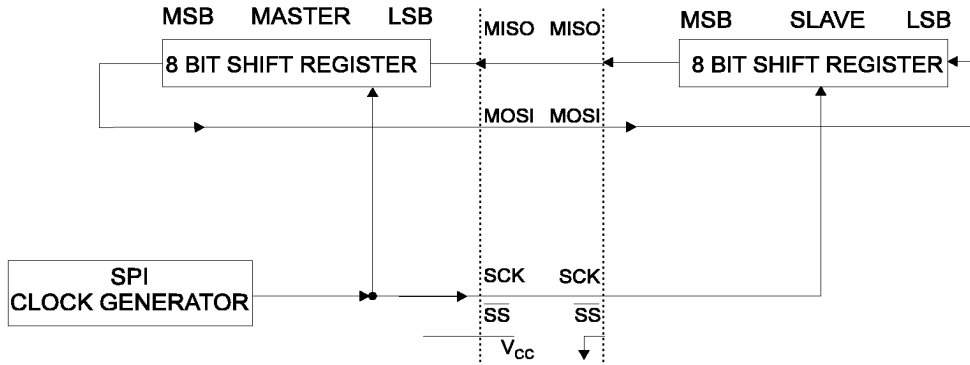 MSB MASTER LSB
8 BIT SHIFT REGISTER
MISO MISO
MSB SLAVE LSB
8 BIT SHIFT REGISTER
MOSI MOSI
SPI
CLOCK GENERATOR
SCK SCK
SS SS
VCC